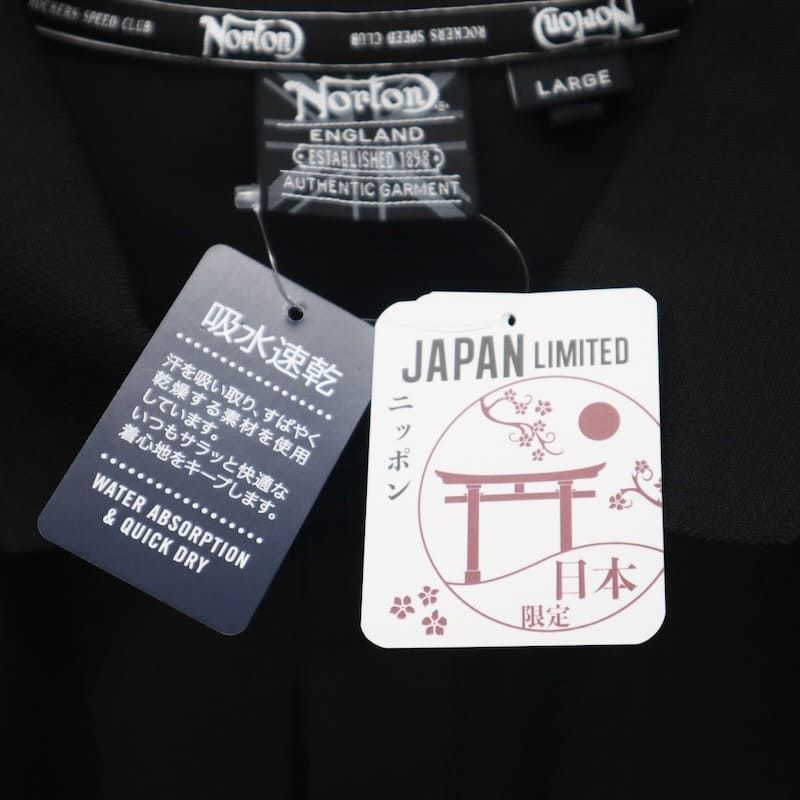 ROCKERS SPEED CLUB Norton ROCKERS SPEED CLUB Norton
Norton
ENGLAND
ESTABLISHED 1898
AUTHENTIC GARMENT
LARGE
吸水速乾
汗を吸い取り、すばやく
乾燥する素材を使用
しています。
いつもサラッと快適な
着心地をキープします。
WATER ABSORPTION
& QUICK DRY
JAPAN LIMITED
ニッポン
日本
限定